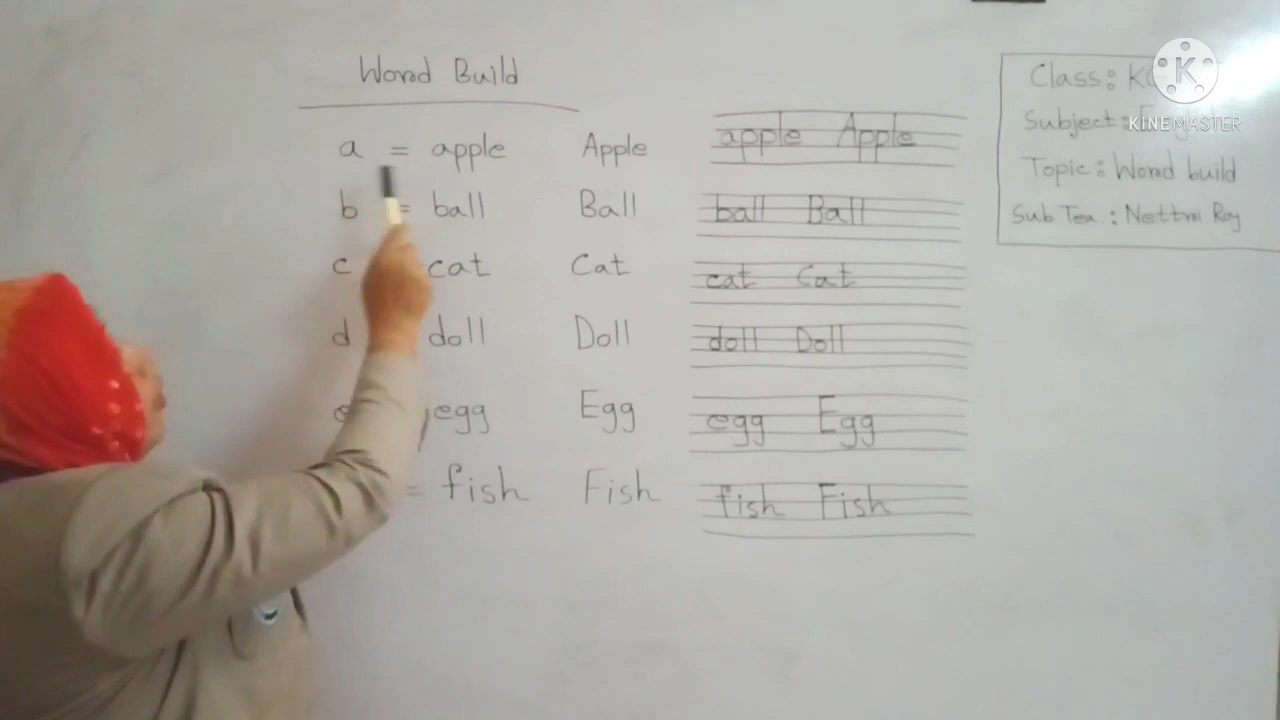 Word Build
a = apple Apple apple Apple
b = ball Ball ball Ball
c cat Cat cat Cat
d doll Doll doll Doll
egg Egg egg Egg
= fish Fish fish Fish
Class: K
Subject:
Topic: Word build
Sub Tea.:
K
KINEMASTER